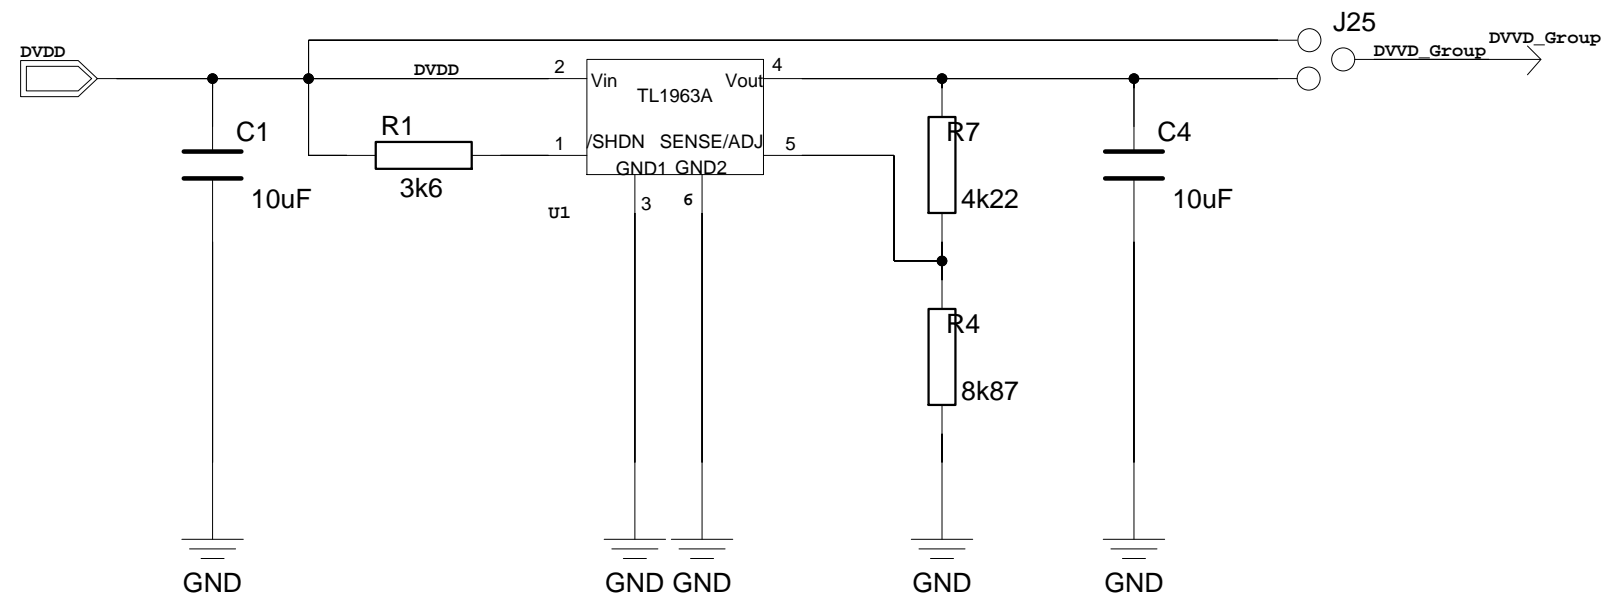 J25
DVVD_Group
DVVD_Group
DVDD
DVDD
2
Vin
4
Vout
TL1963A
C1
10uF
R1
3k6
1
/SHDN
SENSE/ADJ
5
GND1
GND2
U1
3
6
R7
4k22
C4
10uF
R4
8k87
GND
GND
GND
GND
GND